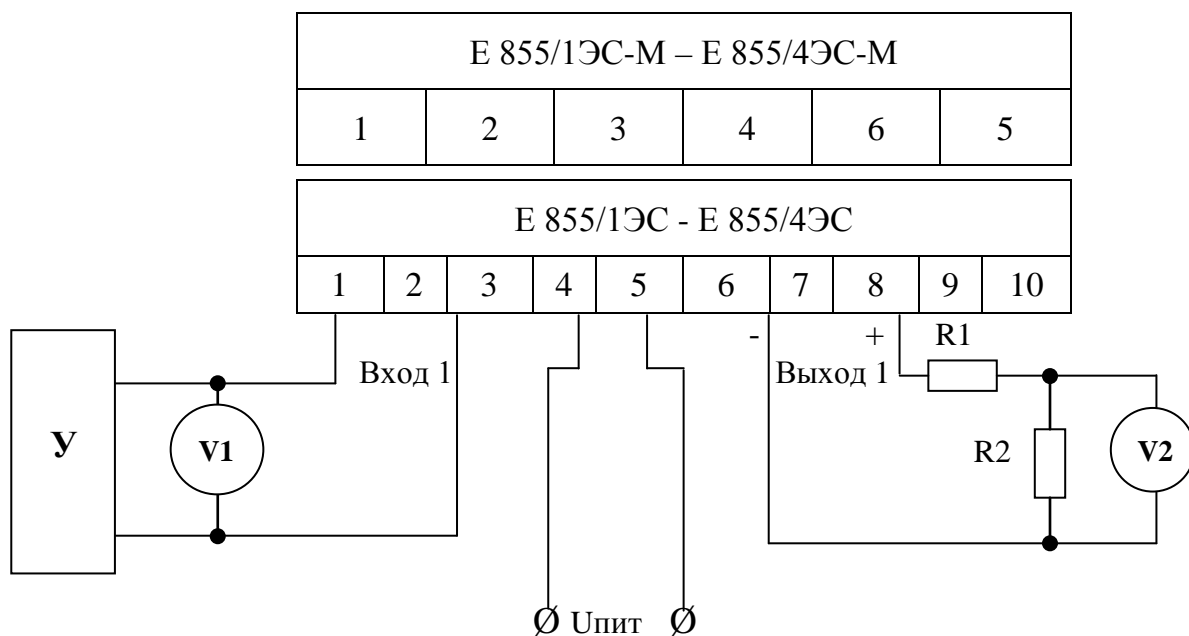 Е 855/1ЭС-М – Е 855/4ЭС-М
1 2 3 4 6 5
Е 855/1ЭС - Е 855/4ЭС
1 2 3 4 5 6 7 8 9 10
- + R1
Вход 1 Выход 1
У V1 R2 V2
Ø Uпит Ø